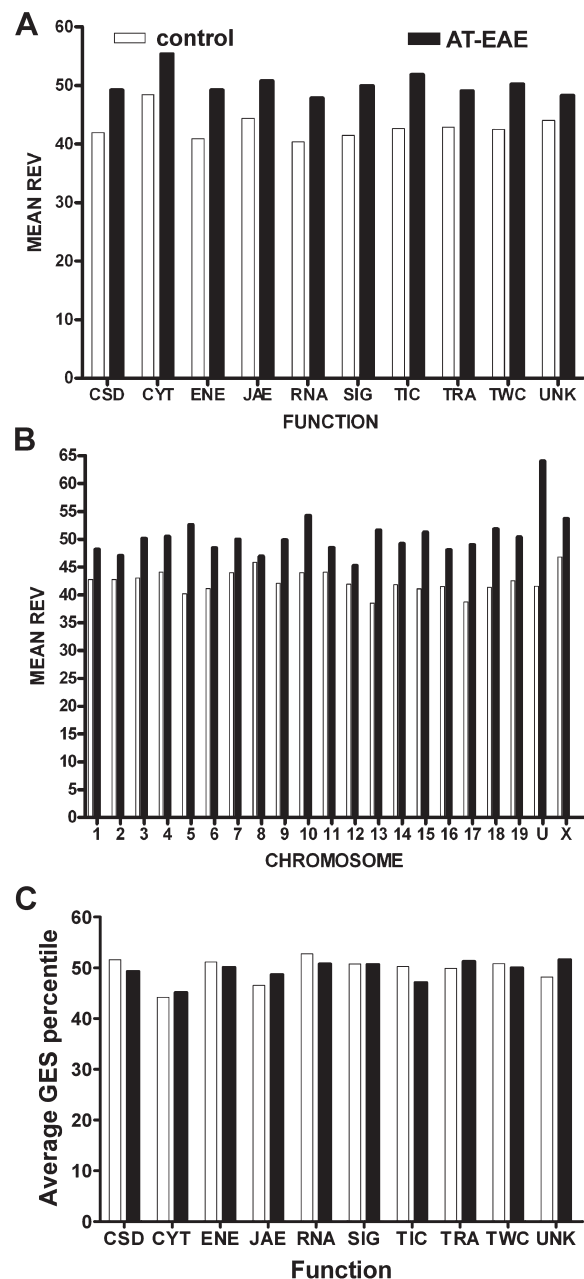 A
control AT-EAE
MEAN REV
60
50
40
30
20
10
0
CSD CYT ENE JAE RNA SIG TIC TRA TWC UNK
FUNCTION
B
MEAN REV
65
60
55
50
45
40
35
30
25
20
15
10
5
0
1 2 3 4 5 6 7 8 9 10 11 12 13 14 15 16 17 18 19 U X
CHROMOSOME
C
Average GES percentile
60
50
40
30
20
10
0
CSD CYT ENE JAE RNA SIG TIC TRA TWC UNK
Function